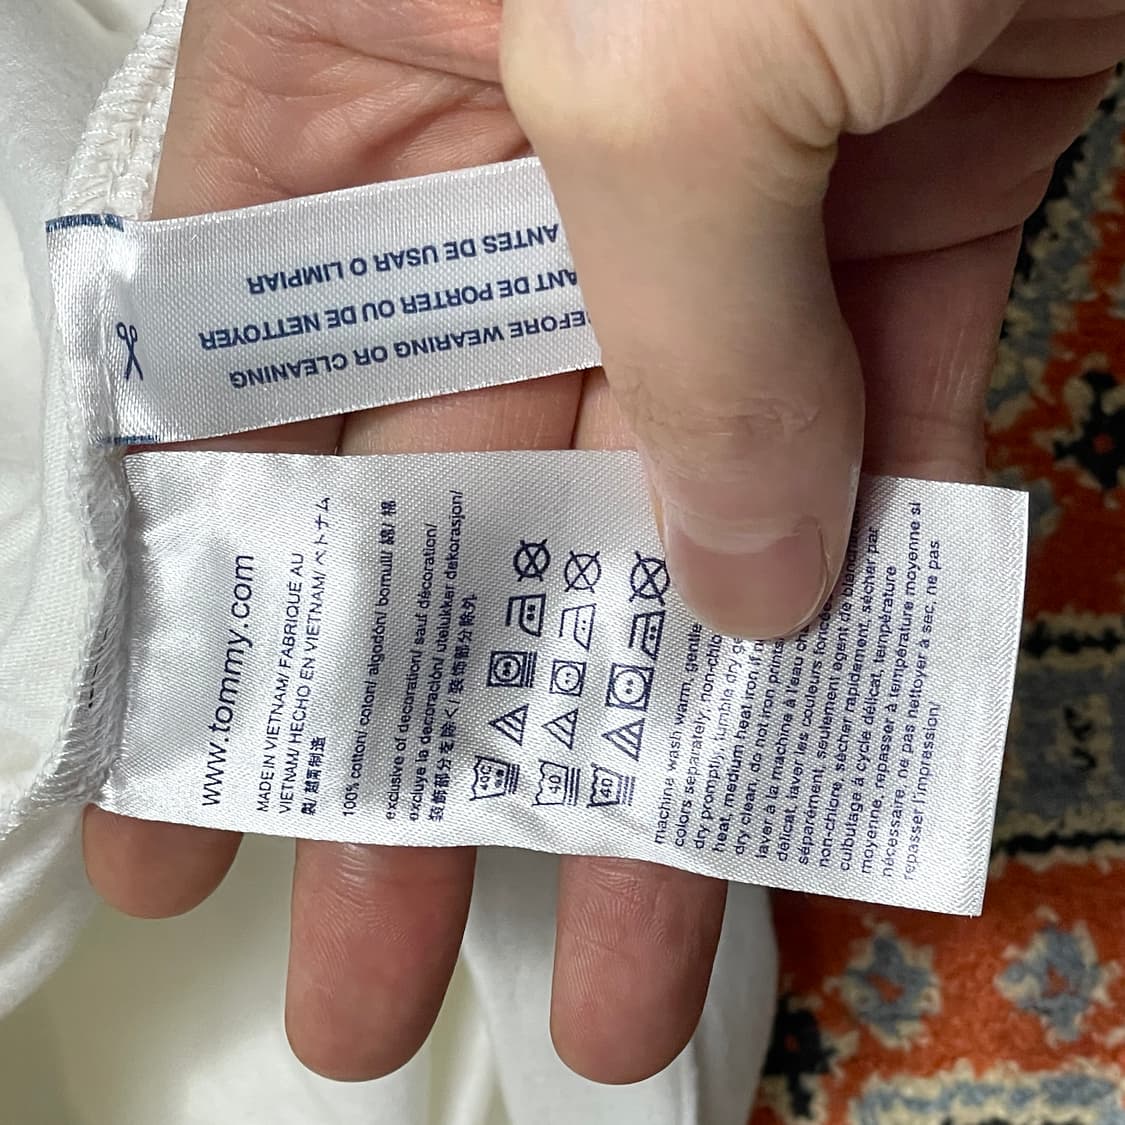 ANTES DE USAR O LIMPIAR
DE PORTER OU DE NETTOYER
WEARING OR CLEANING
www.tommy.com
MADE IN VIETNAM/ FABRIQUÉ AU
VIETNAM/ HECHO EN VIETNAM/ ベトナム
製/ 越南制造
100% cotton/ coton/ algodón/ bomull/ 綿/ 棉
exclusive of decoration/ sauf décoration/
excluye la decoración/ utelukker dekorasjon/
装飾部分を除く/ 装饰部分除外
40
40
40
machine wash warm, gentle
colors separately, non-chlo
dry promptly, tumble dry
heat, medium heat iron if
dry clean, do not iron prints
laver à la machine à l'eau
délicat, laver les couleurs
séparément, seulement agent de
non-chloré, sécher rapidement, sécher par
culbutage à cycle délicat, température
moyenne, repasser à température moyenne si
nécessaire, ne pas nettoyer à sec, ne pas
repasser l'impression/